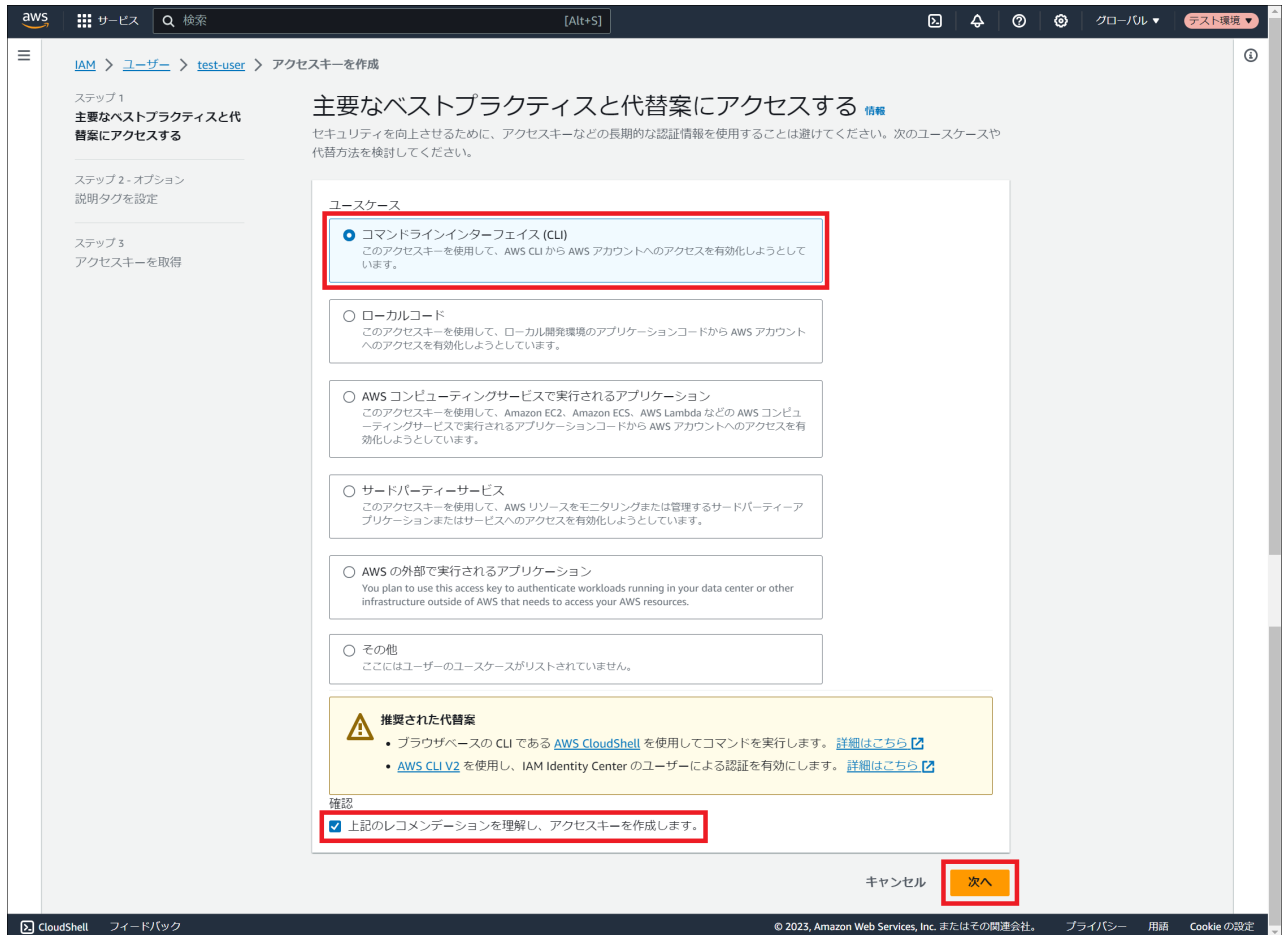 aws
サービス
検索
[Alt+S]
グローバル ▼
テスト環境 ▼
IAM > ユーザー > test-user > アクセスキーを作成
ステップ 1
主要なベストプラクティスと代
替案にアクセスする
ステップ 2 - オプション
説明タグを設定
ステップ 3
アクセスキーを取得
主要なベストプラクティスと代替案にアクセスする 情報
セキュリティを向上させるために、アクセスキーなどの長期的な認証情報を使用することは避けてください。次のユースケースや
代替方法を検討してください。
ユースケース
コマンドラインインターフェイス (CLI)
このアクセスキーを使用して、AWS CLI から AWS アカウントへのアクセスを有効化しようとして
います。
ローカルコード
このアクセスキーを使用して、ローカル開発環境のアプリケーションコードから AWS アカウント
へのアクセスを有効化しようとしています。
AWS コンピューティングサービスで実行されるアプリケーション
このアクセスキーを使用して、Amazon EC2、Amazon ECS、AWS Lambda などの AWS コンピュ
ーティングサービスで実行されるアプリケーションコードから AWS アカウントへのアクセスを有
効化しようとしています。
サードパーティーサービス
このアクセスキーを使用して、AWS リソースをモニタリングまたは管理するサードパーティーア
プリケーションまたはサービスへのアクセスを有効化しようとしています。
AWS の外部で実行されるアプリケーション
You plan to use this access key to authenticate workloads running in your data center or other
infrastructure outside of AWS that needs to access your AWS resources.
その他
ここにはユーザーのユースケースがリストされていません。
推奨された代替案
• ブラウザベースの CLI である AWS CloudShell を使用してコマンドを実行します。 詳細はこちら
• AWS CLI V2 を使用し、IAM Identity Center のユーザーによる認証を有効にします。 詳細はこちら
確認
上記のレコメンデーションを理解し、アクセスキーを作成します。
キャンセル
次へ
CloudShell
フィードバック
© 2023, Amazon Web Services, Inc. またはその関連会社。
プライバシー
用語
Cookie の設定